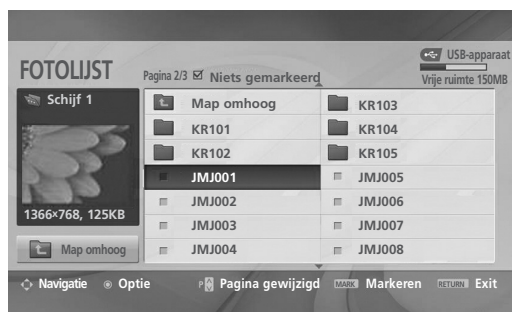 USB-apparaat
FOTOLIJST
Pagina 2/3 Niets gemarkeerd
Vrije ruimte 150MB
Schijf 1
Map omhoog KR103
KR101 KR104
KR102 KR105
JMJ001 JMJ005
JMJ002 JMJ006
JMJ003 JMJ007
JMJ004 JMJ008
1366×768, 125KB
Map omhoog
Navigatie Optie P Pagina gewijzigd MARK Markeren RETURN Exit